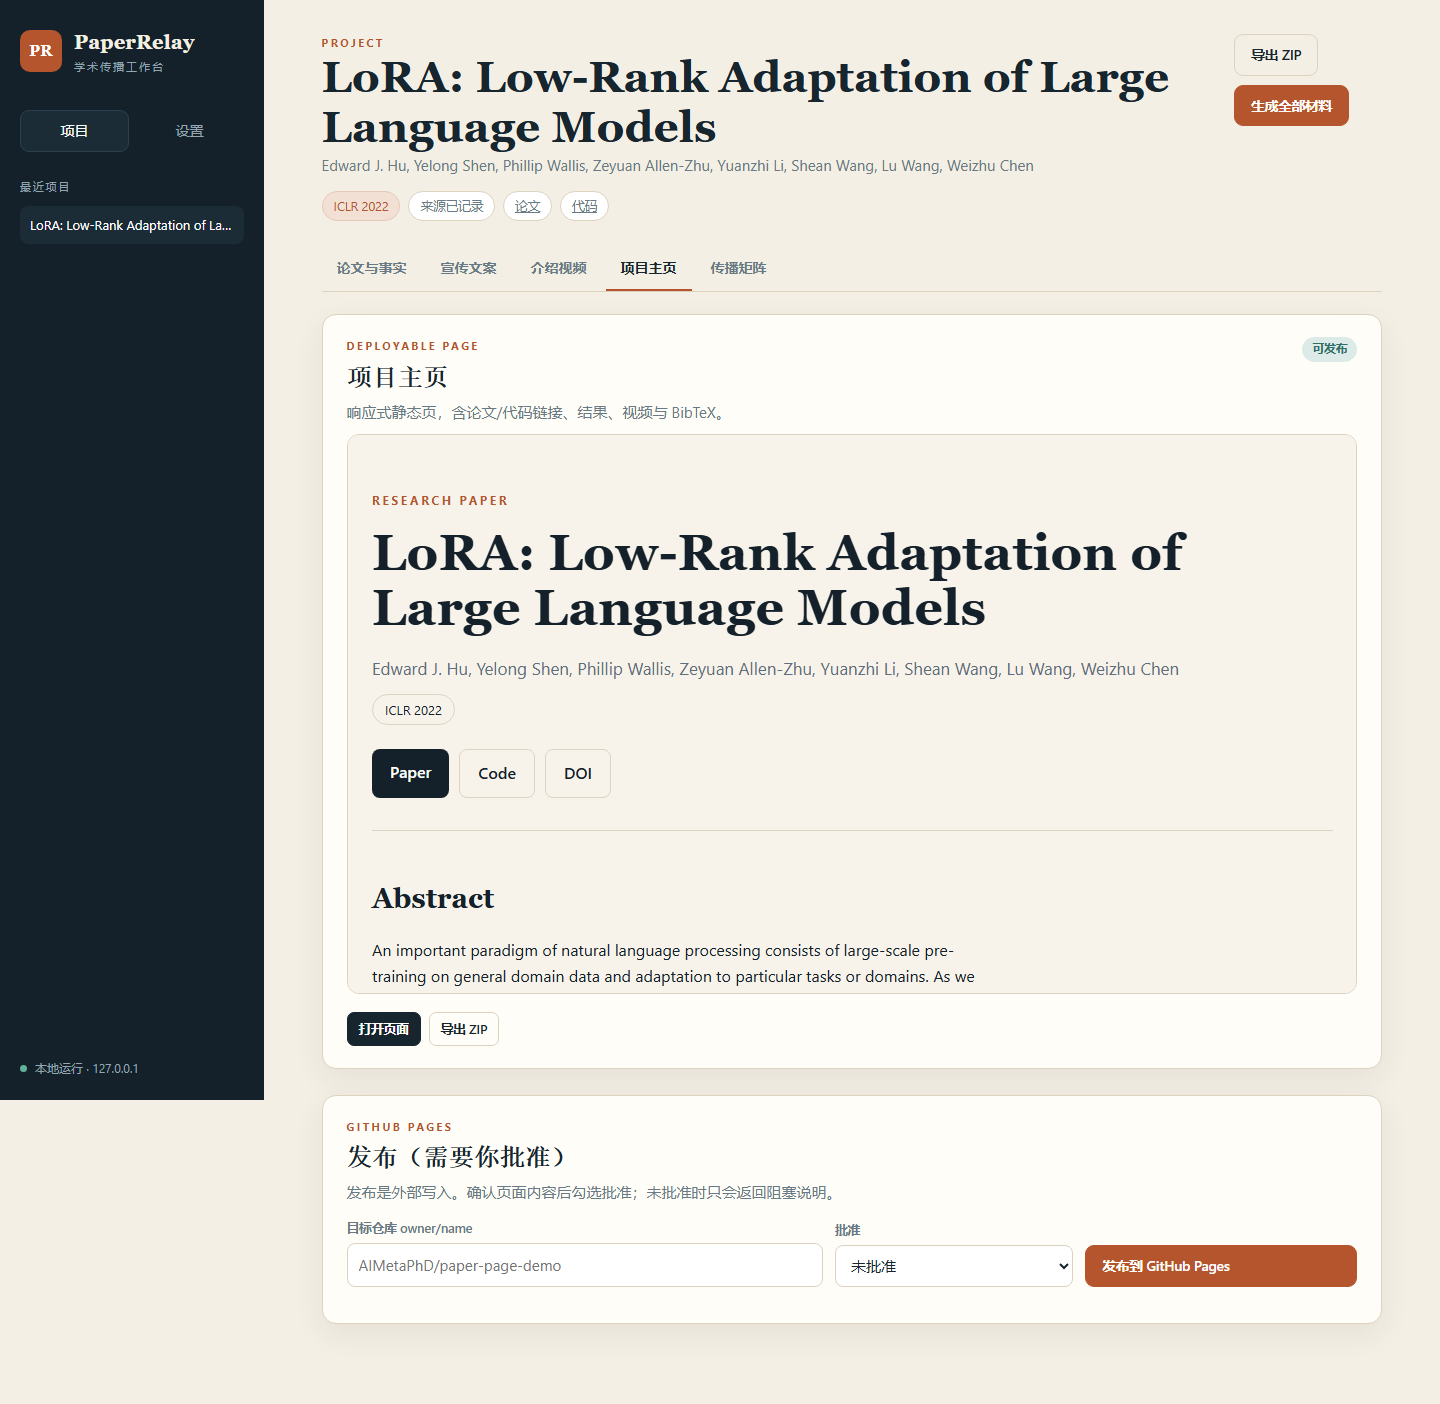 PR
PaperRelay
学术传播工作台
项目
设置
最近项目
LoRA: Low-Rank Adaptation of La...
本地运行 · 127.0.0.1
PROJECT
LoRA: Low-Rank Adaptation of Large
Language Models
Edward J. Hu, Yelong Shen, Phillip Wallis, Zeyuan Allen-Zhu, Yuanzhi Li, Shean Wang, Lu Wang, Weizhu Chen
ICLR 2022
来源已记录
论文
代码
导出 ZIP
生成全部材料
论文与事实
宣传文案
介绍视频
项目主页
传播矩阵
DEPLOYABLE PAGE
可发布
项目主页
响应式静态页，含论文/代码链接、结果、视频与 BibTeX。
RESEARCH PAPER
LoRA: Low-Rank Adaptation of
Large Language Models
Edward J. Hu, Yelong Shen, Phillip Wallis, Zeyuan Allen-Zhu, Yuanzhi Li, Shean Wang, Lu Wang, Weizhu Chen
ICLR 2022
Paper
Code
DOI
Abstract
An important paradigm of natural language processing consists of large-scale pre-
training on general domain data and adaptation to particular tasks or domains. As we
打开页面
导出 ZIP
GITHUB PAGES
发布（需要你批准）
发布是外部写入。确认页面内容后勾选批准；未批准时只会返回阻塞说明。
目标仓库 owner/name
批准
AIMetaPhD/paper-page-demo
未批准
发布到 GitHub Pages